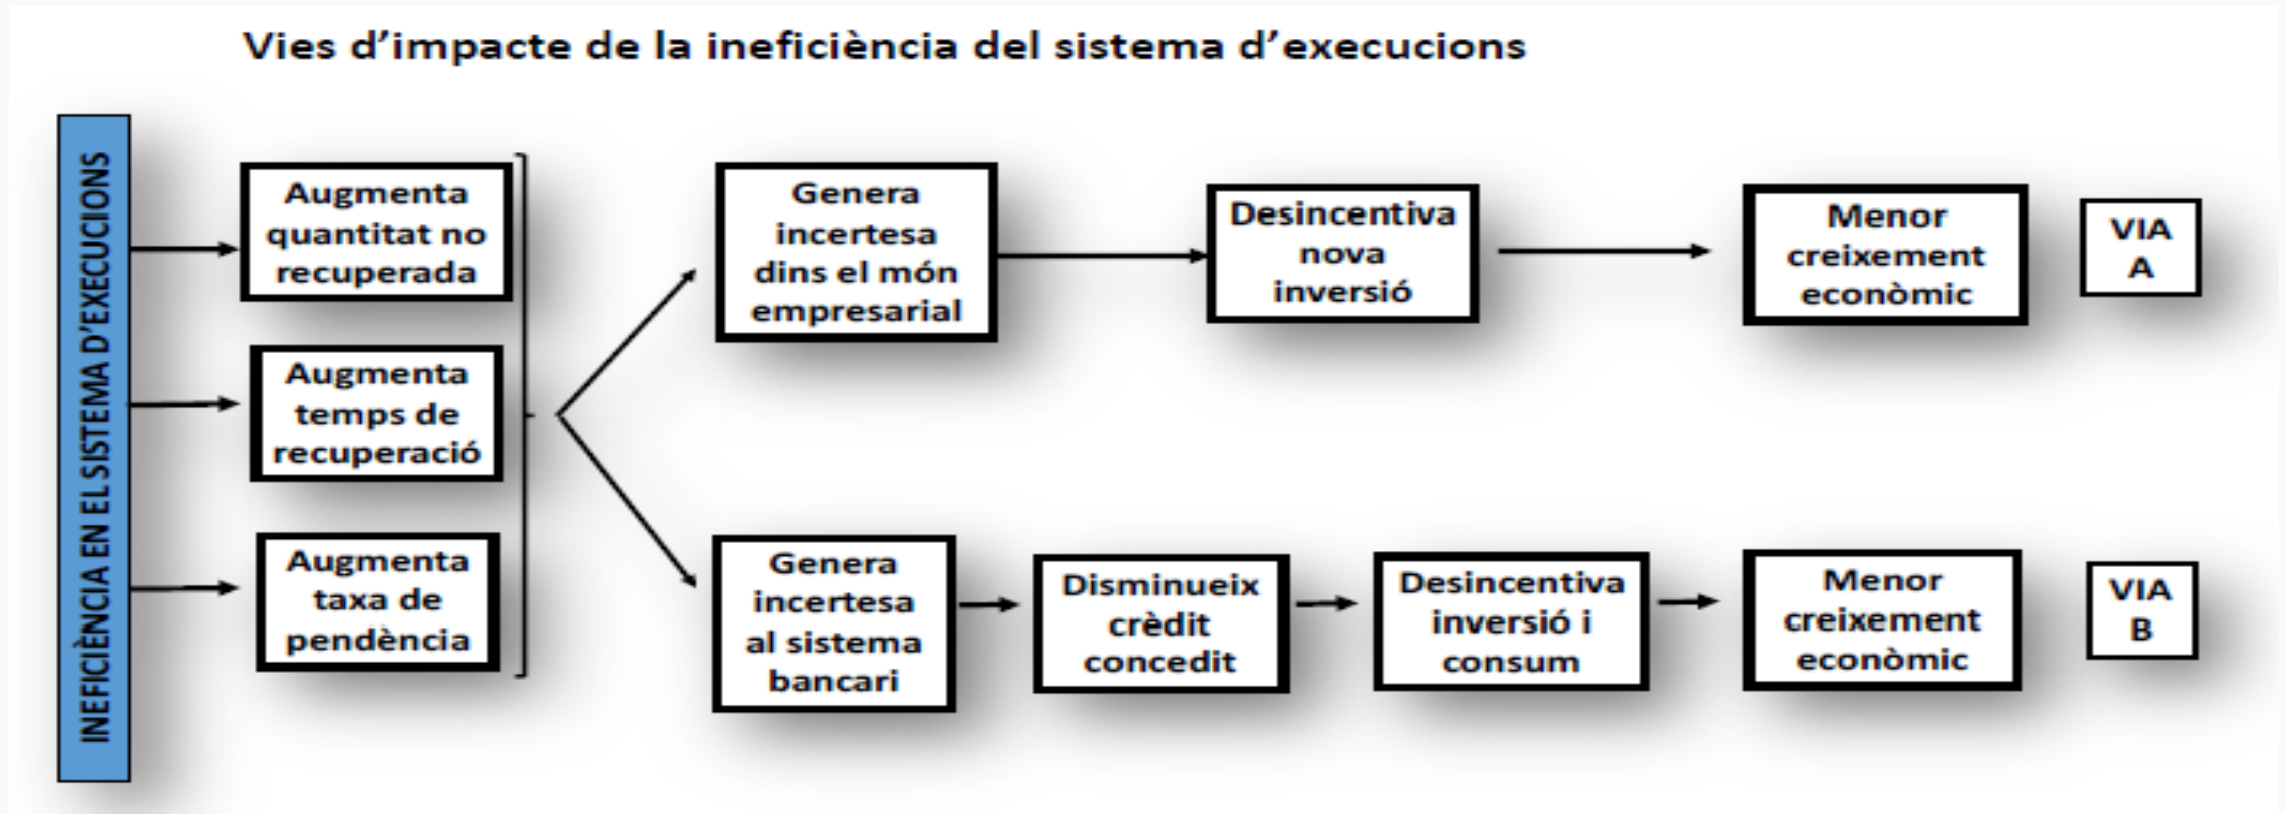 Vies d’impacte de la ineficiència del sistema d’execucions
INEFICIÈNCIA EN EL SISTEMA D’EXECUCIONS
Augmenta
quantitat no
recuperada
Augmenta
temps de
recuperació
Augmenta
taxa de
pendència
Genera
incertesa
dins el món
empresarial
Desincentiva
nova
inversió
Menor
creixement
econòmic
VIA
A
Genera
incertesa
al sistema
bancari
Disminueix
crèdit
concedit
Desincentiva
inversió i
consum
Menor
creixement
econòmic
VIA
B